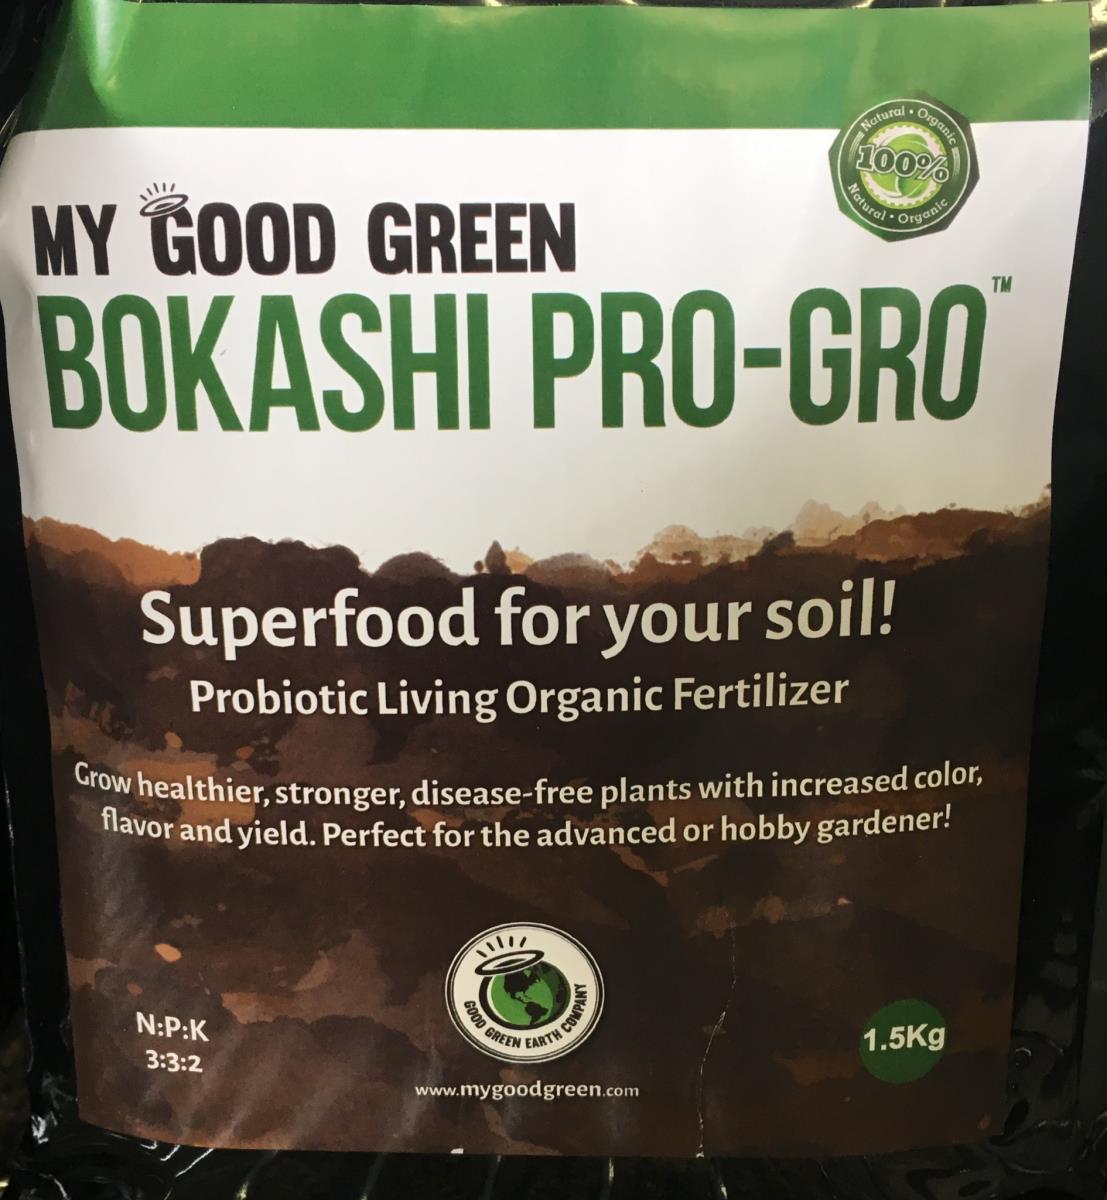 Natural • Organic
100%
Natural • Organic
MY GOOD GREEN
BOKASHI PRO-GRO™
Superfood for your soil!
Probiotic Living Organic Fertilizer
Grow healthier, stronger, disease-free plants with increased color,
flavor and yield. Perfect for the advanced or hobby gardener!
GOOD GREEN EARTH COMPANY
N:P:K
3:3:2
1.5Kg
www.mygoodgreen.com